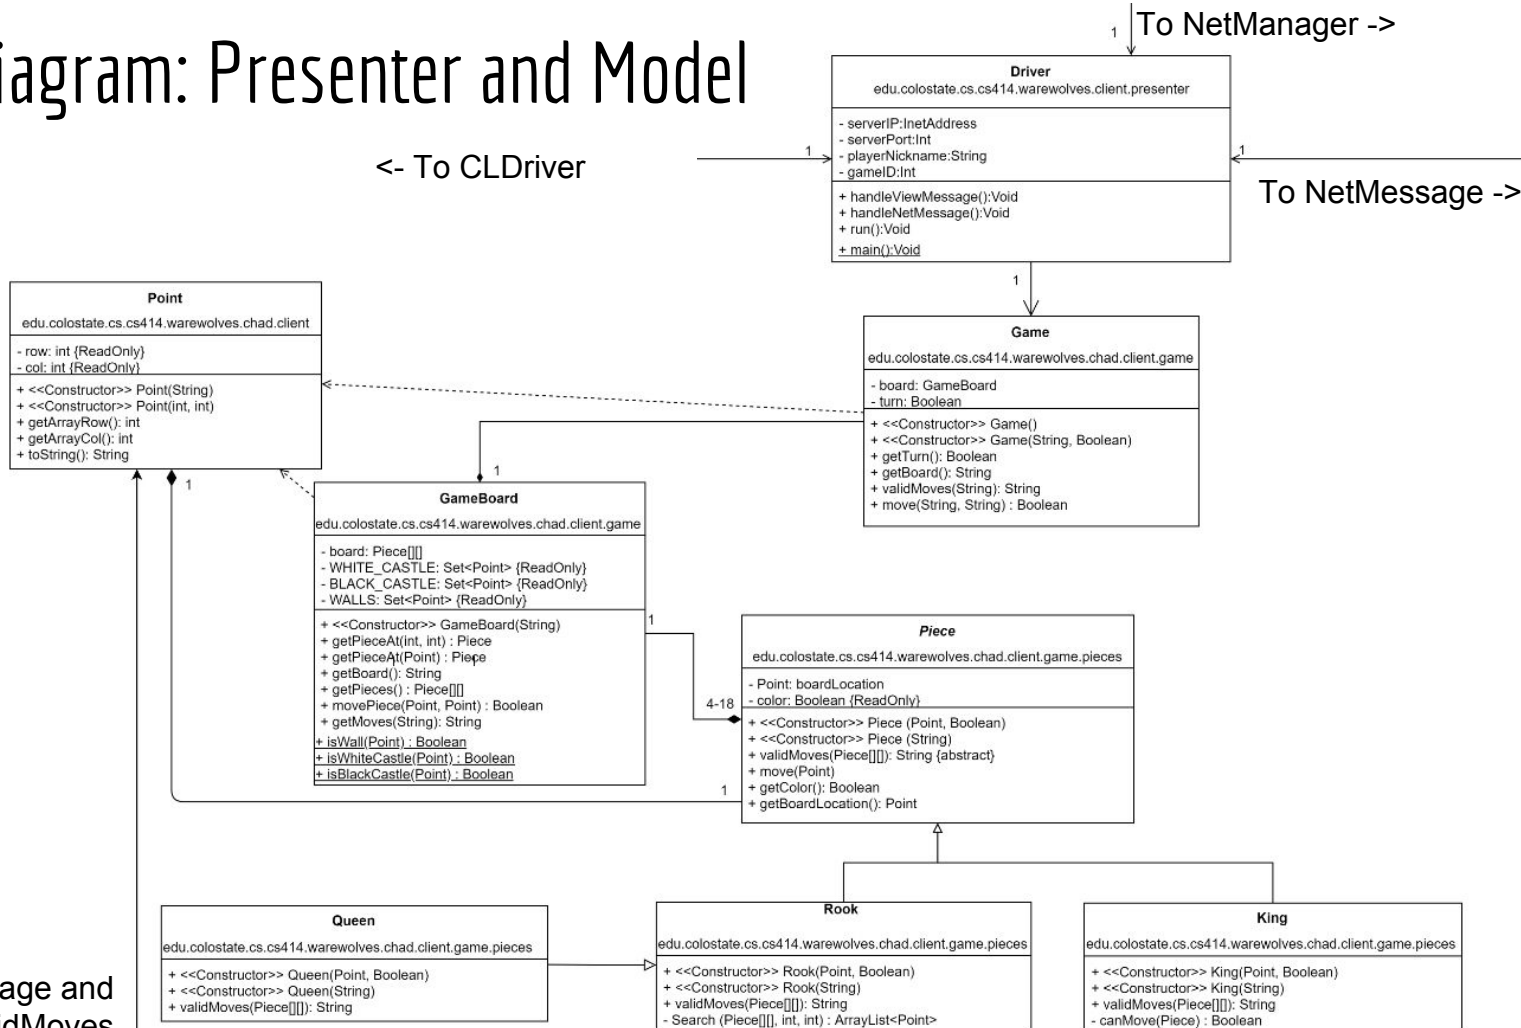 iagram: Presenter and Model
To NetManager ->
1
<- To CLDriver
1
1
To NetMessage ->
Driver
edu.colostate.cs.cs414.warewolves.client.presenter
- serverIP:InetAddress
- serverPort:Int
- playerNickname:String
- gameID:Int
+ handleViewMessage():Void
+ handleNetMessage():Void
+ run():Void
+ main():Void
1
Point
edu.colostate.cs.cs414.warewolves.chad.client
- row: int {ReadOnly}
- col: int {ReadOnly}
+ <<Constructor>> Point(String)
+ <<Constructor>> Point(int, int)
+ getArrayRow(): int
+ getArrayCol(): int
+ toString(): String
1
Game
edu.colostate.cs.cs414.warewolves.chad.client.game
- board: GameBoard
- turn: Boolean
+ <<Constructor>> Game()
+ <<Constructor>> Game(String, Boolean)
+ getTurn(): Boolean
+ getBoard(): String
+ validMoves(String): String
+ move(String, String) : Boolean
1
GameBoard
edu.colostate.cs.cs414.warewolves.chad.client.game
- board: Piece[][]
- WHITE_CASTLE: Set<Point> {ReadOnly}
- BLACK_CASTLE: Set<Point> {ReadOnly}
- WALLS: Set<Point> {ReadOnly}
+ <<Constructor>> GameBoard(String)
+ getPieceAt(int, int) : Piece
+ getPieceAt(Point) : Piece
+ getBoard(): String
+ getPieces() : Piece[][]
+ movePiece(Point, Point) : Boolean
+ getMoves(String): String
+ isWall(Point) : Boolean
+ isWhiteCastle(Point) : Boolean
+ isBlackCastle(Point) : Boolean
1
4-18
1
Piece
edu.colostate.cs.cs414.warewolves.chad.client.game.pieces
- Point: boardLocation
- color: Boolean {ReadOnly}
+ <<Constructor>> Piece (Point, Boolean)
+ <<Constructor>> Piece (String)
+ validMoves(Piece[][]): String {abstract}
+ move(Point)
+ getColor(): Boolean
+ getBoardLocation(): Point
Queen
edu.colostate.cs.cs414.warewolves.chad.client.game.pieces
+ <<Constructor>> Queen(Point, Boolean)
+ <<Constructor>> Queen(String)
+ validMoves(Piece[][]): String
Rook
edu.colostate.cs.cs414.warewolves.chad.client.game.pieces
+ <<Constructor>> Rook(Point, Boolean)
+ <<Constructor>> Rook(String)
+ validMoves(Piece[][]): String
- Search (Piece[][], int, int) : ArrayList<Point>
King
edu.colostate.cs.cs414.warewolves.chad.client.game.pieces
+ <<Constructor>> King(Point, Boolean)
+ <<Constructor>> King(String)
+ validMoves(Piece[][]): String
- canMove(Piece) : Boolean
age and
idMoves